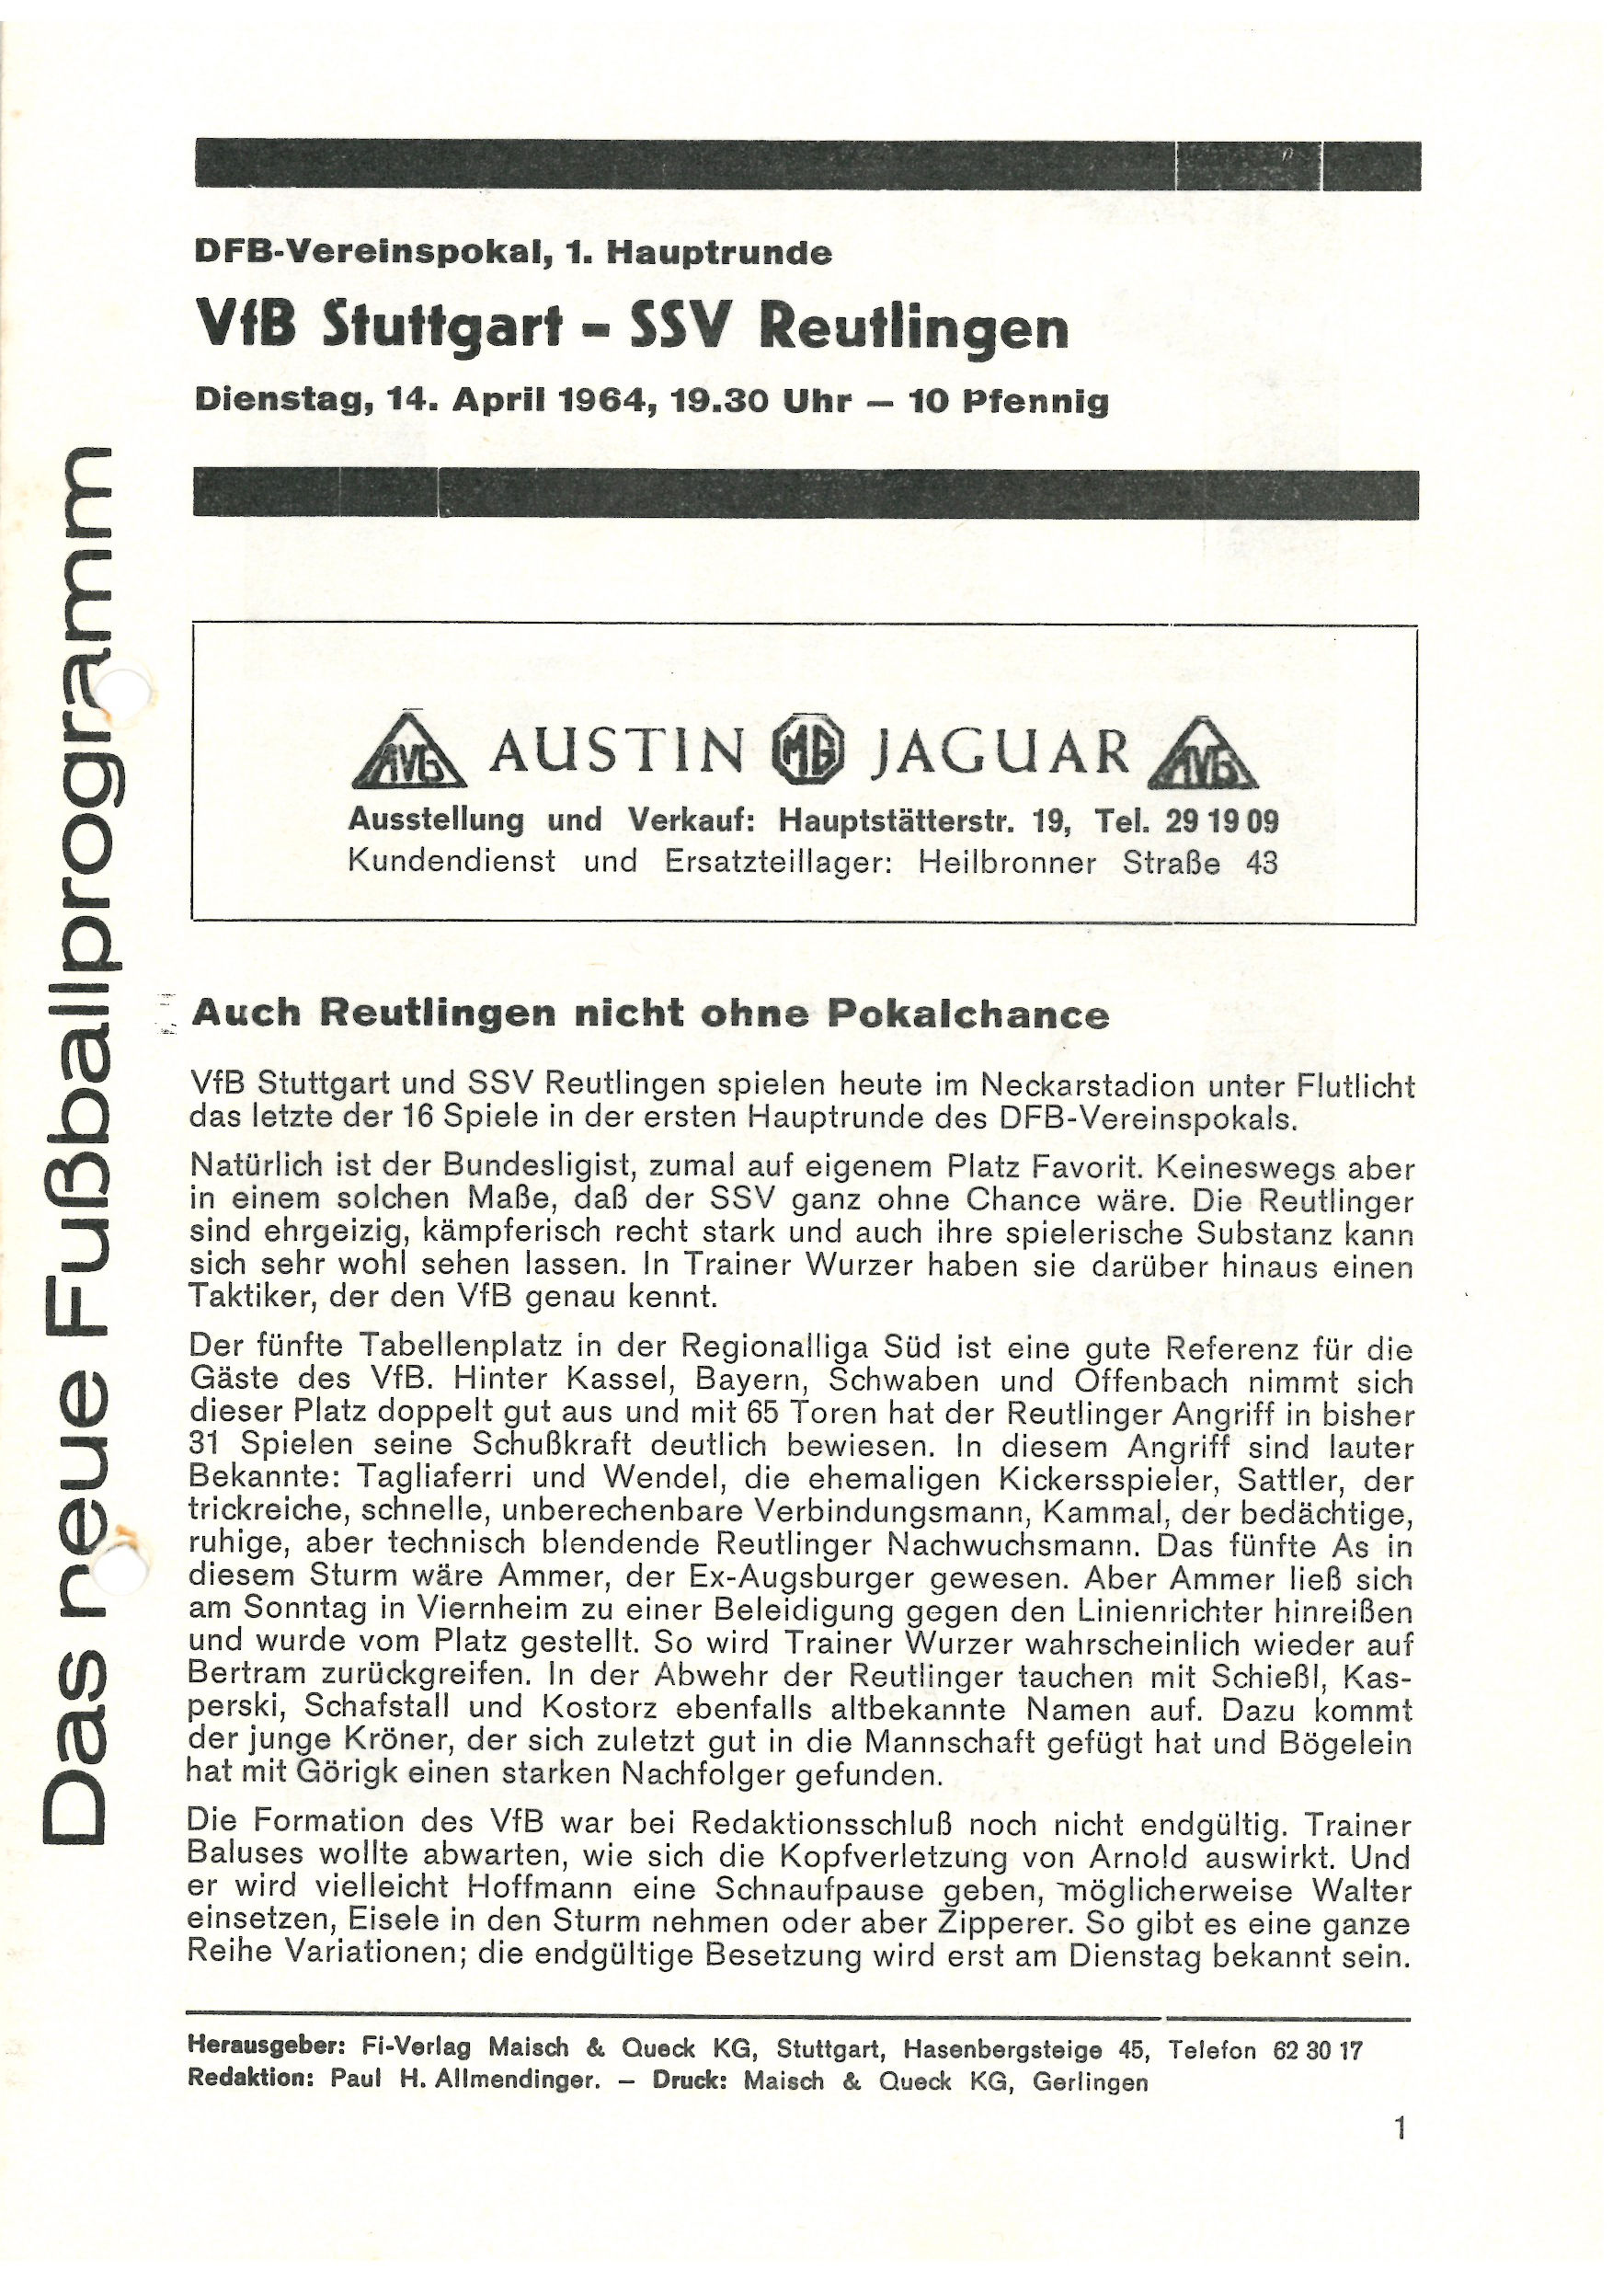 DFB-Vereinspokal, 1. Hauptrunde
VfB Stuttgart - SSV Reutlingen
Dienstag, 14. April 1964, 19.30 Uhr — 10 Pfennig
Das neue Fußballprogramm
AVG AUSTIN MG JAGUAR AVG
Ausstellung und Verkauf: Hauptstätterstr. 19, Tel. 29 19 09
Kundendienst und Ersatzteillager: Heilbronner Straße 43
Auch Reutlingen nicht ohne Pokalchance
VfB Stuttgart und SSV Reutlingen spielen heute im Neckarstadion unter Flutlicht
das letzte der 16 Spiele in der ersten Hauptrunde des DFB-Vereinspokals.
Natürlich ist der Bundesligist, zumal auf eigenem Platz Favorit. Keineswegs aber
in einem solchen Maße, daß der SSV ganz ohne Chance wäre. Die Reutlinger
sind ehrgeizig, kämpferisch recht stark und auch ihre spielerische Substanz kann
sich sehr wohl sehen lassen. In Trainer Wurzer haben sie darüber hinaus einen
Taktiker, der den VfB genau kennt.
Der fünfte Tabellenplatz in der Regionalliga Süd ist eine gute Referenz für die
Gäste des VfB. Hinter Kassel, Bayern, Schwaben und Offenbach nimmt sich
dieser Platz doppelt gut aus und mit 65 Toren hat der Reutlinger Angriff in bisher
31 Spielen seine Schußkraft deutlich bewiesen. In diesem Angriff sind lauter
Bekannte: Tagliaferri und Wendel, die ehemaligen Kickersspieler, Sattler, der
trickreiche, schnelle, unberechenbare Verbindungsmann, Kammal, der bedächtige,
ruhige, aber technisch blendende Reutlinger Nachwuchsmann. Das fünfte As in
diesem Sturm wäre Ammer, der Ex-Augsburger gewesen. Aber Ammer ließ sich
am Sonntag in Viernheim zu einer Beleidigung gegen den Linienrichter hinreißen
und wurde vom Platz gestellt. So wird Trainer Wurzer wahrscheinlich wieder auf
Bertram zurückgreifen. In der Abwehr der Reutlinger tauchen mit Schießl, Kas-
perski, Schafstall und Kostorz ebenfalls altbekannte Namen auf. Dazu kommt
der junge Kröner, der sich zuletzt gut in die Mannschaft gefügt hat und Bögelein
hat mit Görigk einen starken Nachfolger gefunden.
Die Formation des VfB war bei Redaktionsschluß noch nicht endgültig. Trainer
Baluses wollte abwarten, wie sich die Kopfverletzung von Arnold auswirkt. Und
er wird vielleicht Hoffmann eine Schnaufpause geben, möglicherweise Walter
einsetzen, Eisele in den Sturm nehmen oder aber Zipperer. So gibt es eine ganze
Reihe Variationen; die endgültige Besetzung wird erst am Dienstag bekannt sein.
Herausgeber: Fi-Verlag Maisch & Queck KG, Stuttgart, Hasenbergsteige 45, Telefon 62 30 17
Redaktion: Paul H. Allmendinger. — Druck: Maisch & Queck KG, Gerlingen
1